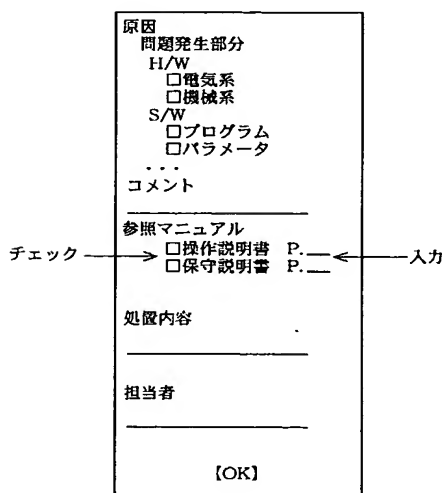 原因
問題発生部分
H/W
□電気系
□機械系
S/W
□プログラム
□パラメータ
・・・
コメント
参照マニュアル
チェック □操作説明書 P.__ 入力
□保守説明書 P.__
処置内容
担当者
【OK】